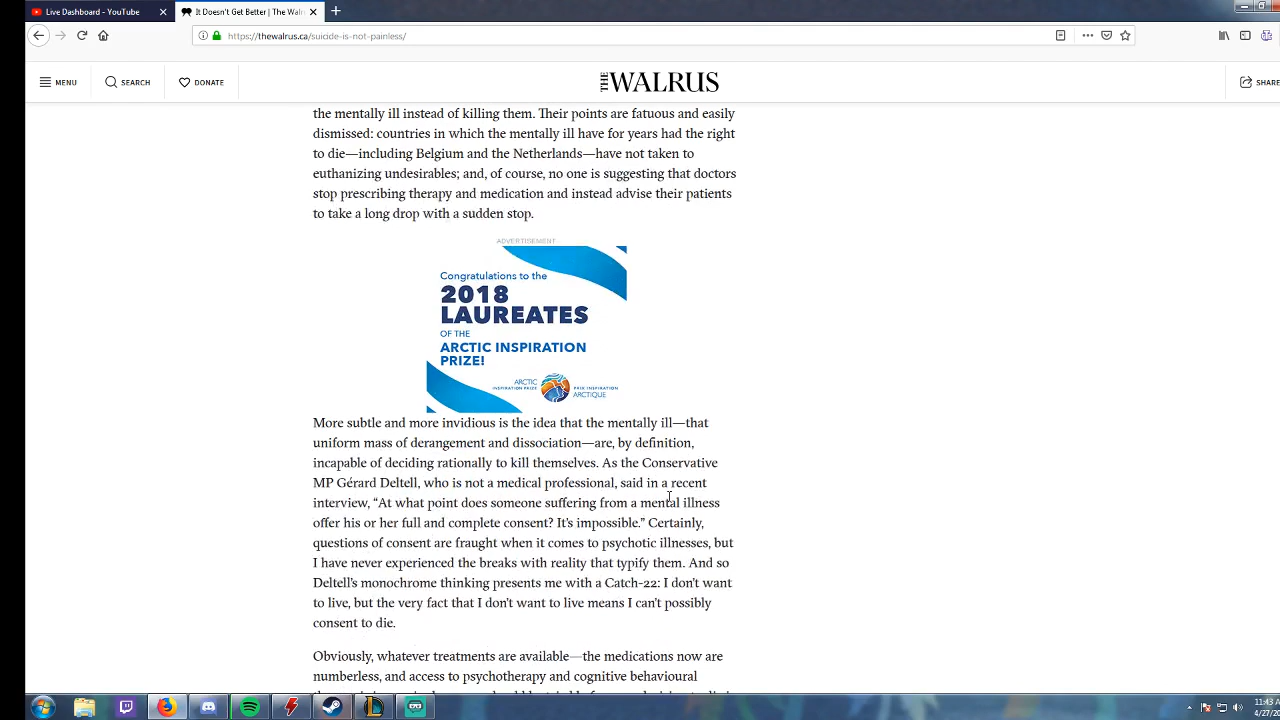 Live Dashboard - YouTube
It Doesn't Get Better | The Walr
https://thewalrus.ca/suicide-is-not-painless/
MENU
SEARCH
DONATE
THE WALRUS
SHARE
the mentally ill instead of killing them. Their points are fatuous and easily
dismissed: countries in which the mentally ill have for years had the right
to die—including Belgium and the Netherlands—have not taken to
euthanizing undesirables; and, of course, no one is suggesting that doctors
stop prescribing therapy and medication and instead advise their patients
to take a long drop with a sudden stop.
ADVERTISEMENT
Congratulations to the
2018
LAUREATES
OF THE
ARCTIC INSPIRATION
PRIZE!
ARCTIC
INSPIRATION PRIZE
PRIX INSPIRATION
ARCTIQUE
More subtle and more invidious is the idea that the mentally ill—that
uniform mass of derangement and dissociation—are, by definition,
incapable of deciding rationally to kill themselves. As the Conservative
MP Gérard Deltell, who is not a medical professional, said in a recent
interview, “At what point does someone suffering from a mental illness
offer his or her full and complete consent? It’s impossible.” Certainly,
questions of consent are fraught when it comes to psychotic illnesses, but
I have never experienced the breaks with reality that typify them. And so
Deltell’s monochrome thinking presents me with a Catch-22: I don’t want
to live, but the very fact that I don’t want to live means I can’t possibly
consent to die.
Obviously, whatever treatments are available—the medications now are
numberless, and access to psychotherapy and cognitive behavioural
11:43 A
4/27/20